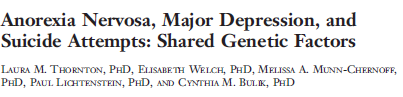 Anorexia Nervosa, Major Depression, and
Suicide Attempts: Shared Genetic Factors
Laura M. Thornton, PhD, Elisabeth Welch, PhD, Melissa A. Munn-Chernoff,
PhD, Paul Lichtenstein, PhD, and Cynthia M. Bulik, PhD